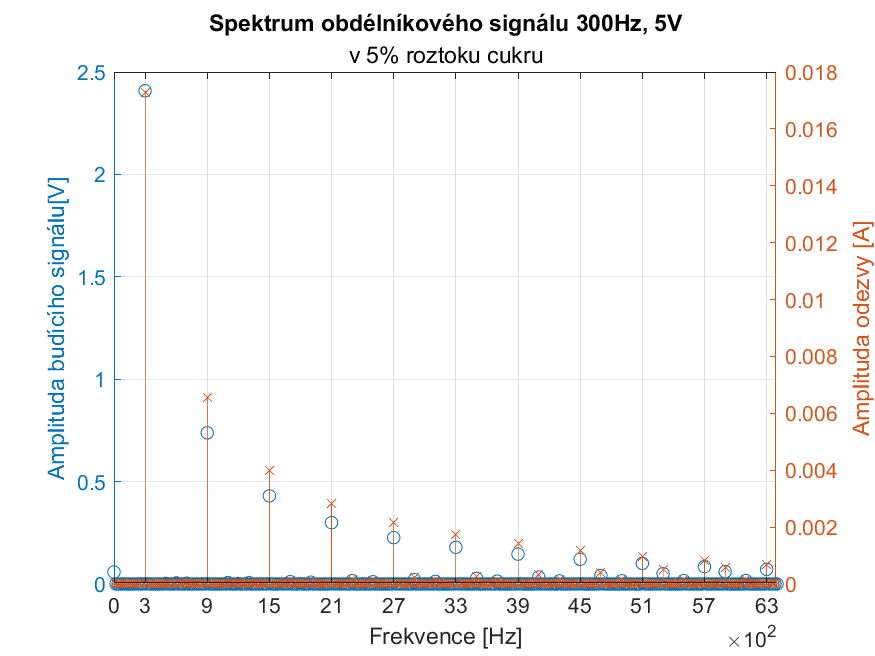 Spektrum obdélníkového signálu 300Hz, 5V
v 5% roztoku cukru
Amplituda budícího signálu[V]
2.5
2
1.5
1
0.5
0
0.018
0.016
0.014
0.012
0.01
0.008
0.006
0.004
0.002
0
Amplituda odezvy [A]
0 3 9 15 21 27 33 39 45 51 57 63
Frekvence [Hz]
×10²